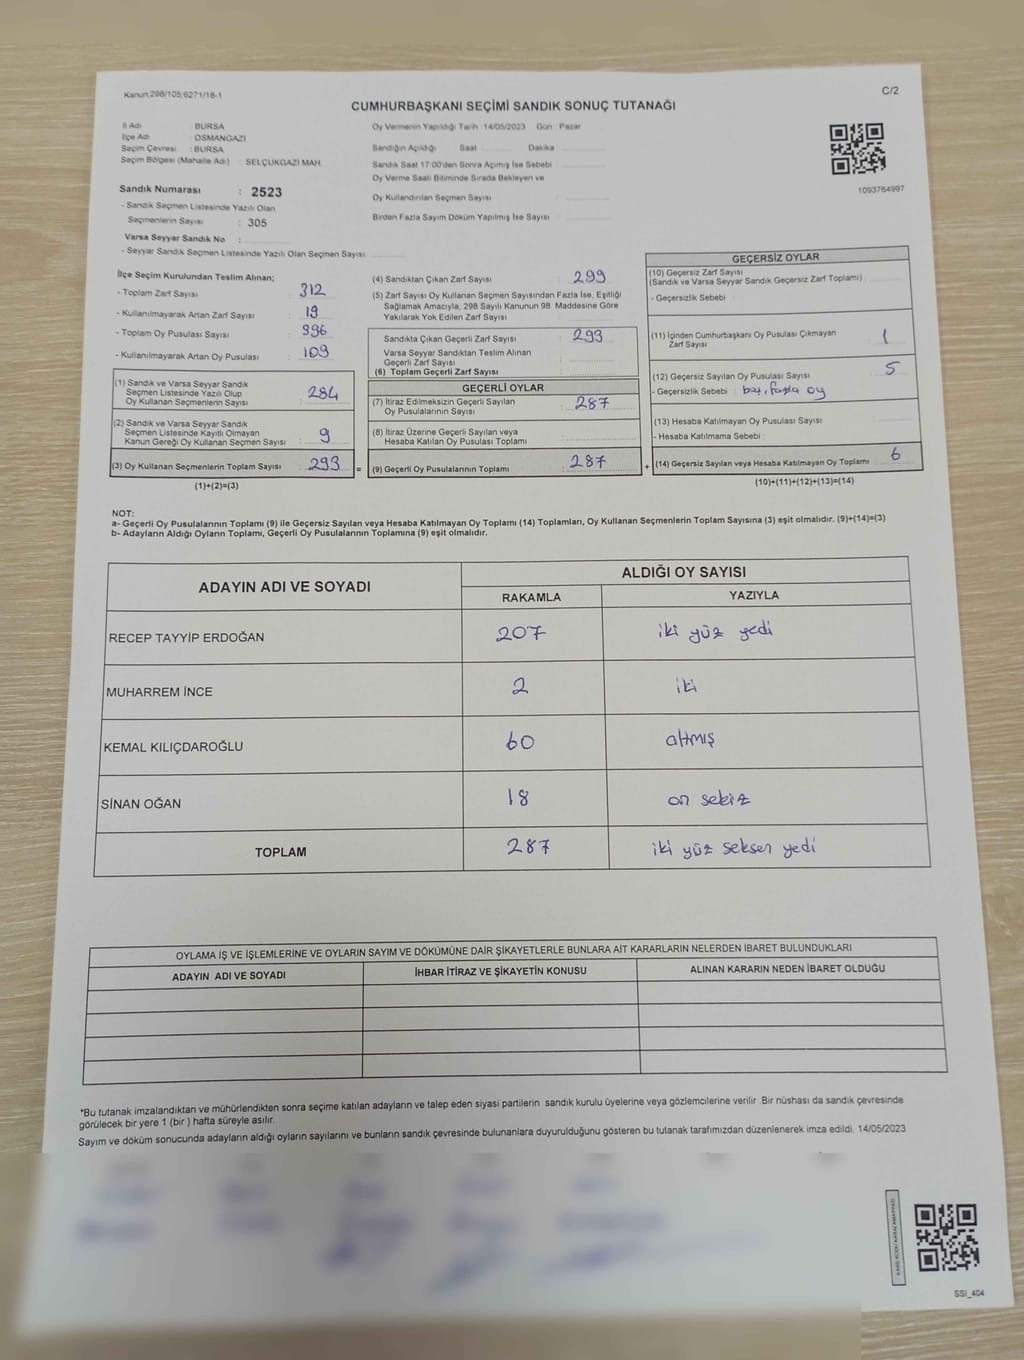 Kanun:298/105;6271/18-1
C/2
CUMHURBAŞKANI SEÇİMİ SANDIK SONUÇ TUTANAĞI
İl Adı : BURSA
İlçe Adı : OSMANGAZİ
Seçim Çevresi : BURSA
Seçim Bölgesi (Mahalle Adı) : SELÇUKGAZİ MAH.
Sandık Numarası : 2523
- Sandık Seçmen Listesinde Yazılı Olan
Seçmenlerin Sayısı : 305
Varsa Seyyar Sandık No :
- Seyyar Sandık Seçmen Listesinde Yazılı Olan Seçmen Sayısı:
Oy Vermenin Yapıldığı Tarih :14/05/2023 Gün : Pazar
Sandığın Açıldığı Saat Dakika
Sandık Saat 17:00'den Sonra Açılmış İse Sebebi
Oy Verme Saati Bitiminde Sırada Bekleyen ve
Oy Kullandırılan Seçmen Sayısı
Birden Fazla Sayım Döküm Yapılmış İse Sayısı
1093764997
İlçe Seçim Kurulundan Teslim Alınan;
- Toplam Zarf Sayısı : 312
- Kullanılmayarak Artan Zarf Sayısı : 19
- Toplam Oy Pusulası Sayısı : 396
- Kullanılmayarak Artan Oy Pusulası : 109
(1) Sandık ve Varsa Seyyar Sandık
Seçmen Listesinde Yazılı Olup
Oy Kullanan Seçmenlerin Sayısı : 284
(2) Sandık ve Varsa Seyyar Sandık
Seçmen Listesinde Kayıtlı Olmayan
Kanun Gereği Oy Kullanan Seçmen Sayısı : 9
(3) Oy Kullanan Seçmenlerin Toplam Sayısı : 293
(1)+(2)=(3)
(4) Sandıktan Çıkan Zarf Sayısı : 293
(5) Zarf Sayısı Oy Kullanan Seçmen Sayısından Fazla İse, Eşitliği
Sağlamak Amacıyla; 298 Sayılı Kanunun 98. Maddesine Göre
Yakılarak Yok Edilen Zarf Sayısı
Sandıkta Çıkan Geçerli Zarf Sayısı : 293
Varsa Seyyar Sandıktan Teslim Alınan
Geçerli Zarf Sayısı
(6) Toplam Geçerli Zarf Sayısı
GEÇERLİ OYLAR
(7) İtiraz Edilmeksizin Geçerli Sayılan
Oy Pusulalarının Sayısı : 287
(8) İtiraz Üzerine Geçerli Sayılan veya
Hesaba Katılan Oy Pusulası Toplamı
= (9) Geçerli Oy Pusulalarının Toplamı : 287
GEÇERSİZ OYLAR
(10) Geçersiz Zarf Sayısı
(Sandık ve Varsa Seyyar Sandık Geçersiz Zarf Toplamı)
- Geçersizlik Sebebi
(11) İçinden Cumhurbaşkanı Oy Pusulası Çıkmayan
Zarf Sayısı : 1
(12) Geçersiz Sayılan Oy Pusulası Sayısı 5
- Geçersizlik Sebebi : boş, fazla oy
(13) Hesaba Katılmayan Oy Pusulası Sayısı
- Hesaba Katılmama Sebebi :
+ (14) Geçersiz Sayılan veya Hesaba Katılmayan Oy Toplamı 6
(10)+(11)+(12)+(13)=(14)
NOT:
a- Geçerli Oy Pusulalarının Toplamı (9) ile Geçersiz Sayılan veya Hesaba Katılmayan Oy Toplamı (14) Toplamları, Oy Kullanan Seçmenlerin Toplam Sayısına (3) eşit olmalıdır. (9)+(14)=(3)
b- Adayların Aldığı Oyların Toplamı, Geçerli Oy Pusulalarının Toplamına (9) eşit olmalıdır.
ADAYIN ADI VE SOYADI ALDIĞI OY SAYISI
RAKAMLA YAZIYLA
RECEP TAYYİP ERDOĞAN 207 iki yüz yedi
MUHARREM İNCE 2 iki
KEMAL KILIÇDAROĞLU 60 altmış
SİNAN OĞAN 18 on sekiz
TOPLAM 287 iki yüz seksen yedi
OYLAMA İŞ VE İŞLEMLERİNE VE OYLARIN SAYIM VE DÖKÜMÜNE DAİR ŞİKAYETLERLE BUNLARA AİT KARARLARIN NELERDEN İBARET BULUNDUKLARI
ADAYIN ADI VE SOYADI İHBAR İTİRAZ VE ŞİKAYETİN KONUSU ALINAN KARARIN NEDEN İBARET OLDUĞU
*Bu tutanak imzalandıktan ve mühürlendikten sonra seçime katılan adayların ve talep eden siyasi partilerin sandık kurulu üyelerine veya gözlemcilerine verilir .Bir nüshası da sandık çevresinde
görülecek bir yere 1 (bir ) hafta süreyle asılır.
Sayım ve döküm sonucunda adayların aldığı oyların sayılarını ve bunların sandık çevresinde bulunanlara duyurulduğunu gösteren bu tutanak tarafımızdan düzenlenerek imza edildi. 14/05/2023
SSI_404